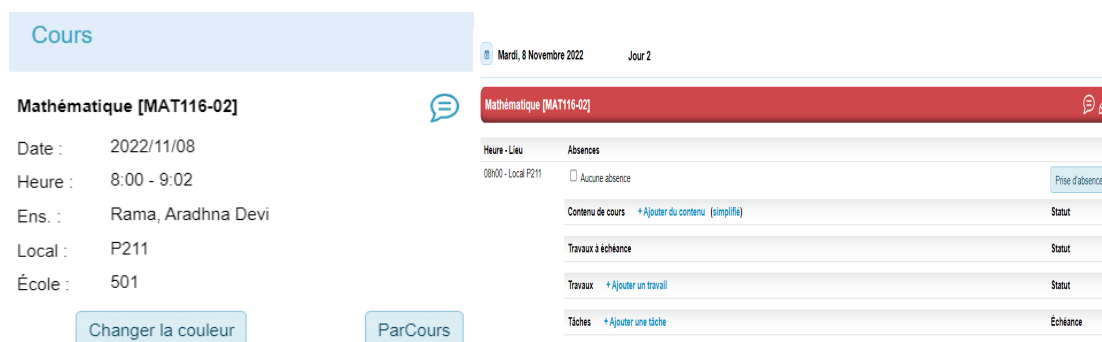 Cours
Mathématique [MAT116-02]
Date : 2022/11/08
Heure : 8:00 - 9:02
Ens. : Rama, Aradhna Devi
Local : P211
École : 501
Changer la couleur ParCours
Mardi, 8 Novembre 2022 Jour 2
Mathématique [MAT116-02]
Heure - Lieu Absences
08h00 - Local P211 Aucune absence Prise d'absence
Contenu de cours + Ajouter du contenu (simplifié) Statut
Travaux à échéance Statut
Travaux + Ajouter un travail Statut
Tâches + Ajouter une tâche Échéance